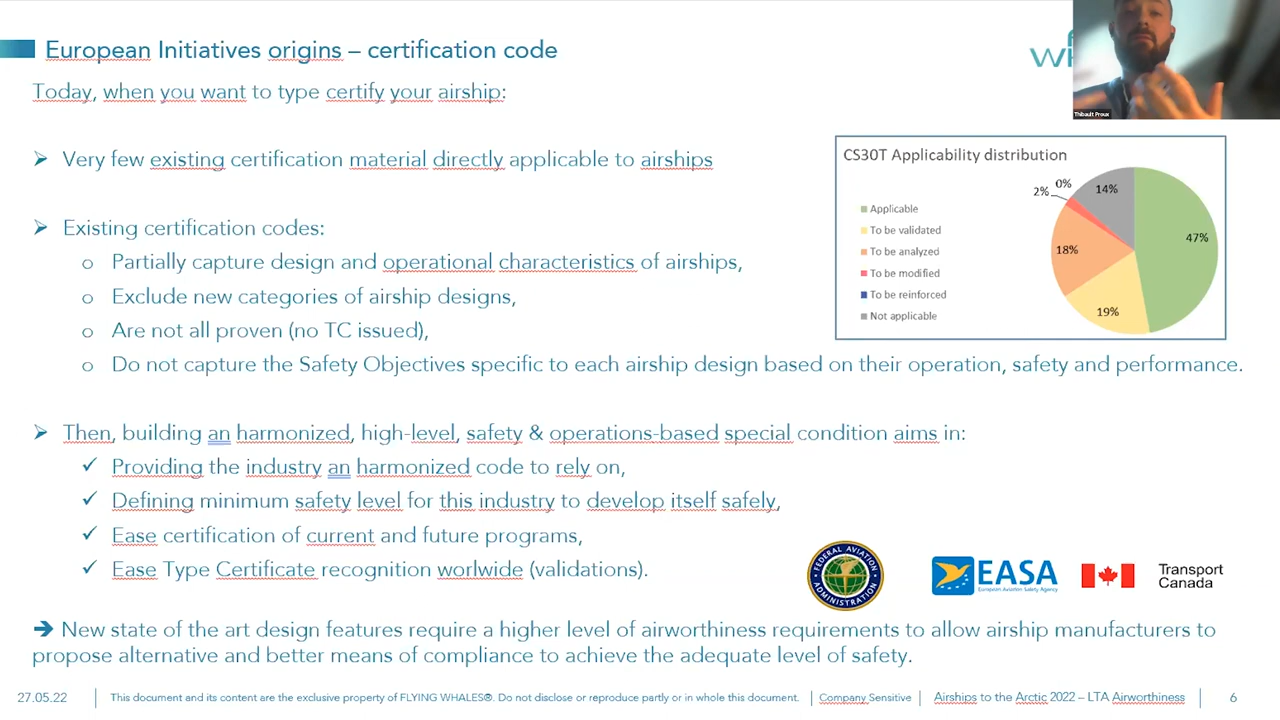 European Initiatives origins – certification code
Today, when you want to type certify your airship:
Thibault Proux
➢ Very few existing certification material directly applicable to airships
CS30T Applicability distribution
Applicable
To be validated
To be analyzed
To be modified
To be reinforced
Not applicable
47%
19%
18%
2%
0%
14%
➢ Existing certification codes:
o Partially capture design and operational characteristics of airships,
o Exclude new categories of airship designs,
o Are not all proven (no TC issued),
o Do not capture the Safety Objectives specific to each airship design based on their operation, safety and performance.
➢ Then, building an harmonized, high-level, safety & operations-based special condition aims in:
✓ Providing the industry an harmonized code to rely on,
✓ Defining minimum safety level for this industry to develop itself safely,
✓ Ease certification of current and future programs,
✓ Ease Type Certificate recognition worlwide (validations).
FEDERAL AVIATION
ADMINISTRATION
EASA
European Aviation Safety Agency
Transport
Canada
➔ New state of the art design features require a higher level of airworthiness requirements to allow airship manufacturers to
propose alternative and better means of compliance to achieve the adequate level of safety.
27.05.22 | This document and its content are the exclusive property of FLYING WHALES®. Do not disclose or reproduce partly or in whole this document. | Company Sensitive | Airships to the Arctic 2022 – LTA Airworthiness | 6